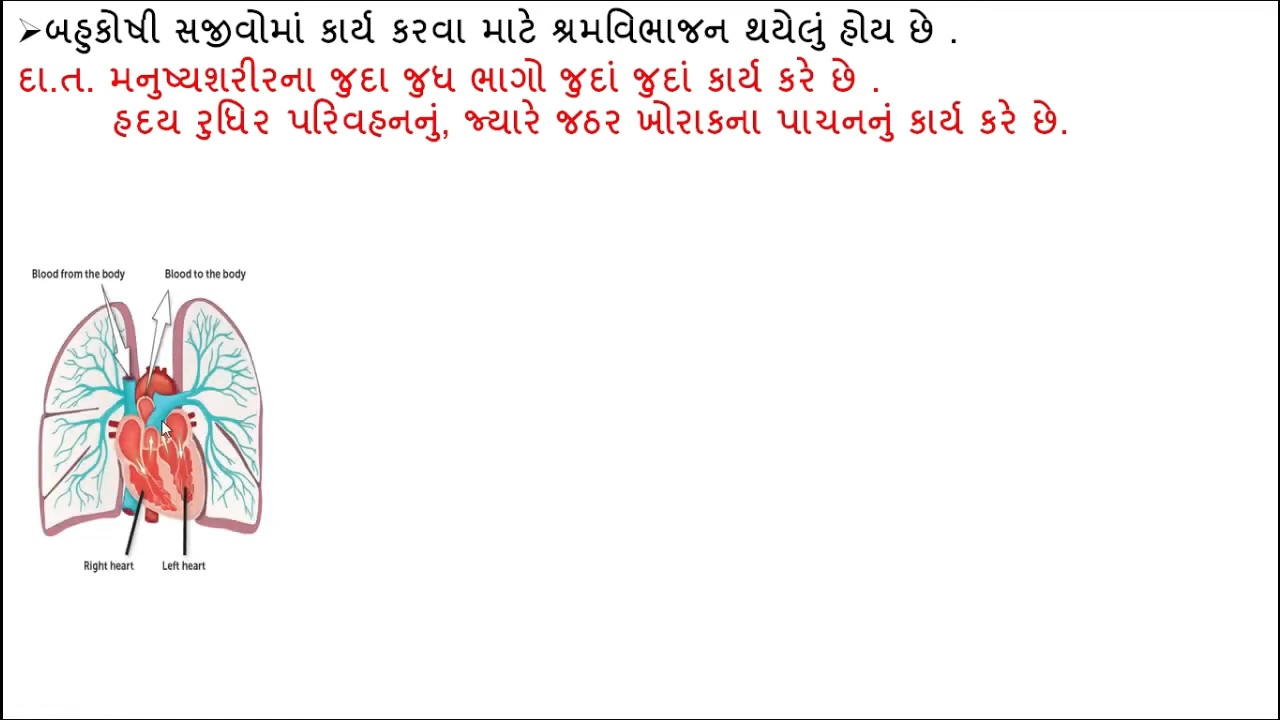 ➢બહુકોષી સજીવોમાં કાર્ય કરવા માટે શ્રમવિભાજન થયેલું હોય છે .
દા.ત. મનુષ્યશરીરના જુદા જુધ ભાગો જુદાં જુદાં કાર્ય કરે છે .
હૃદય રુધિર પરિવહનનું, જ્યારે જઠર ખોરાકના પાચનનું કાર્ય કરે છે.
Blood from the body Blood to the body
Right heart Left heart